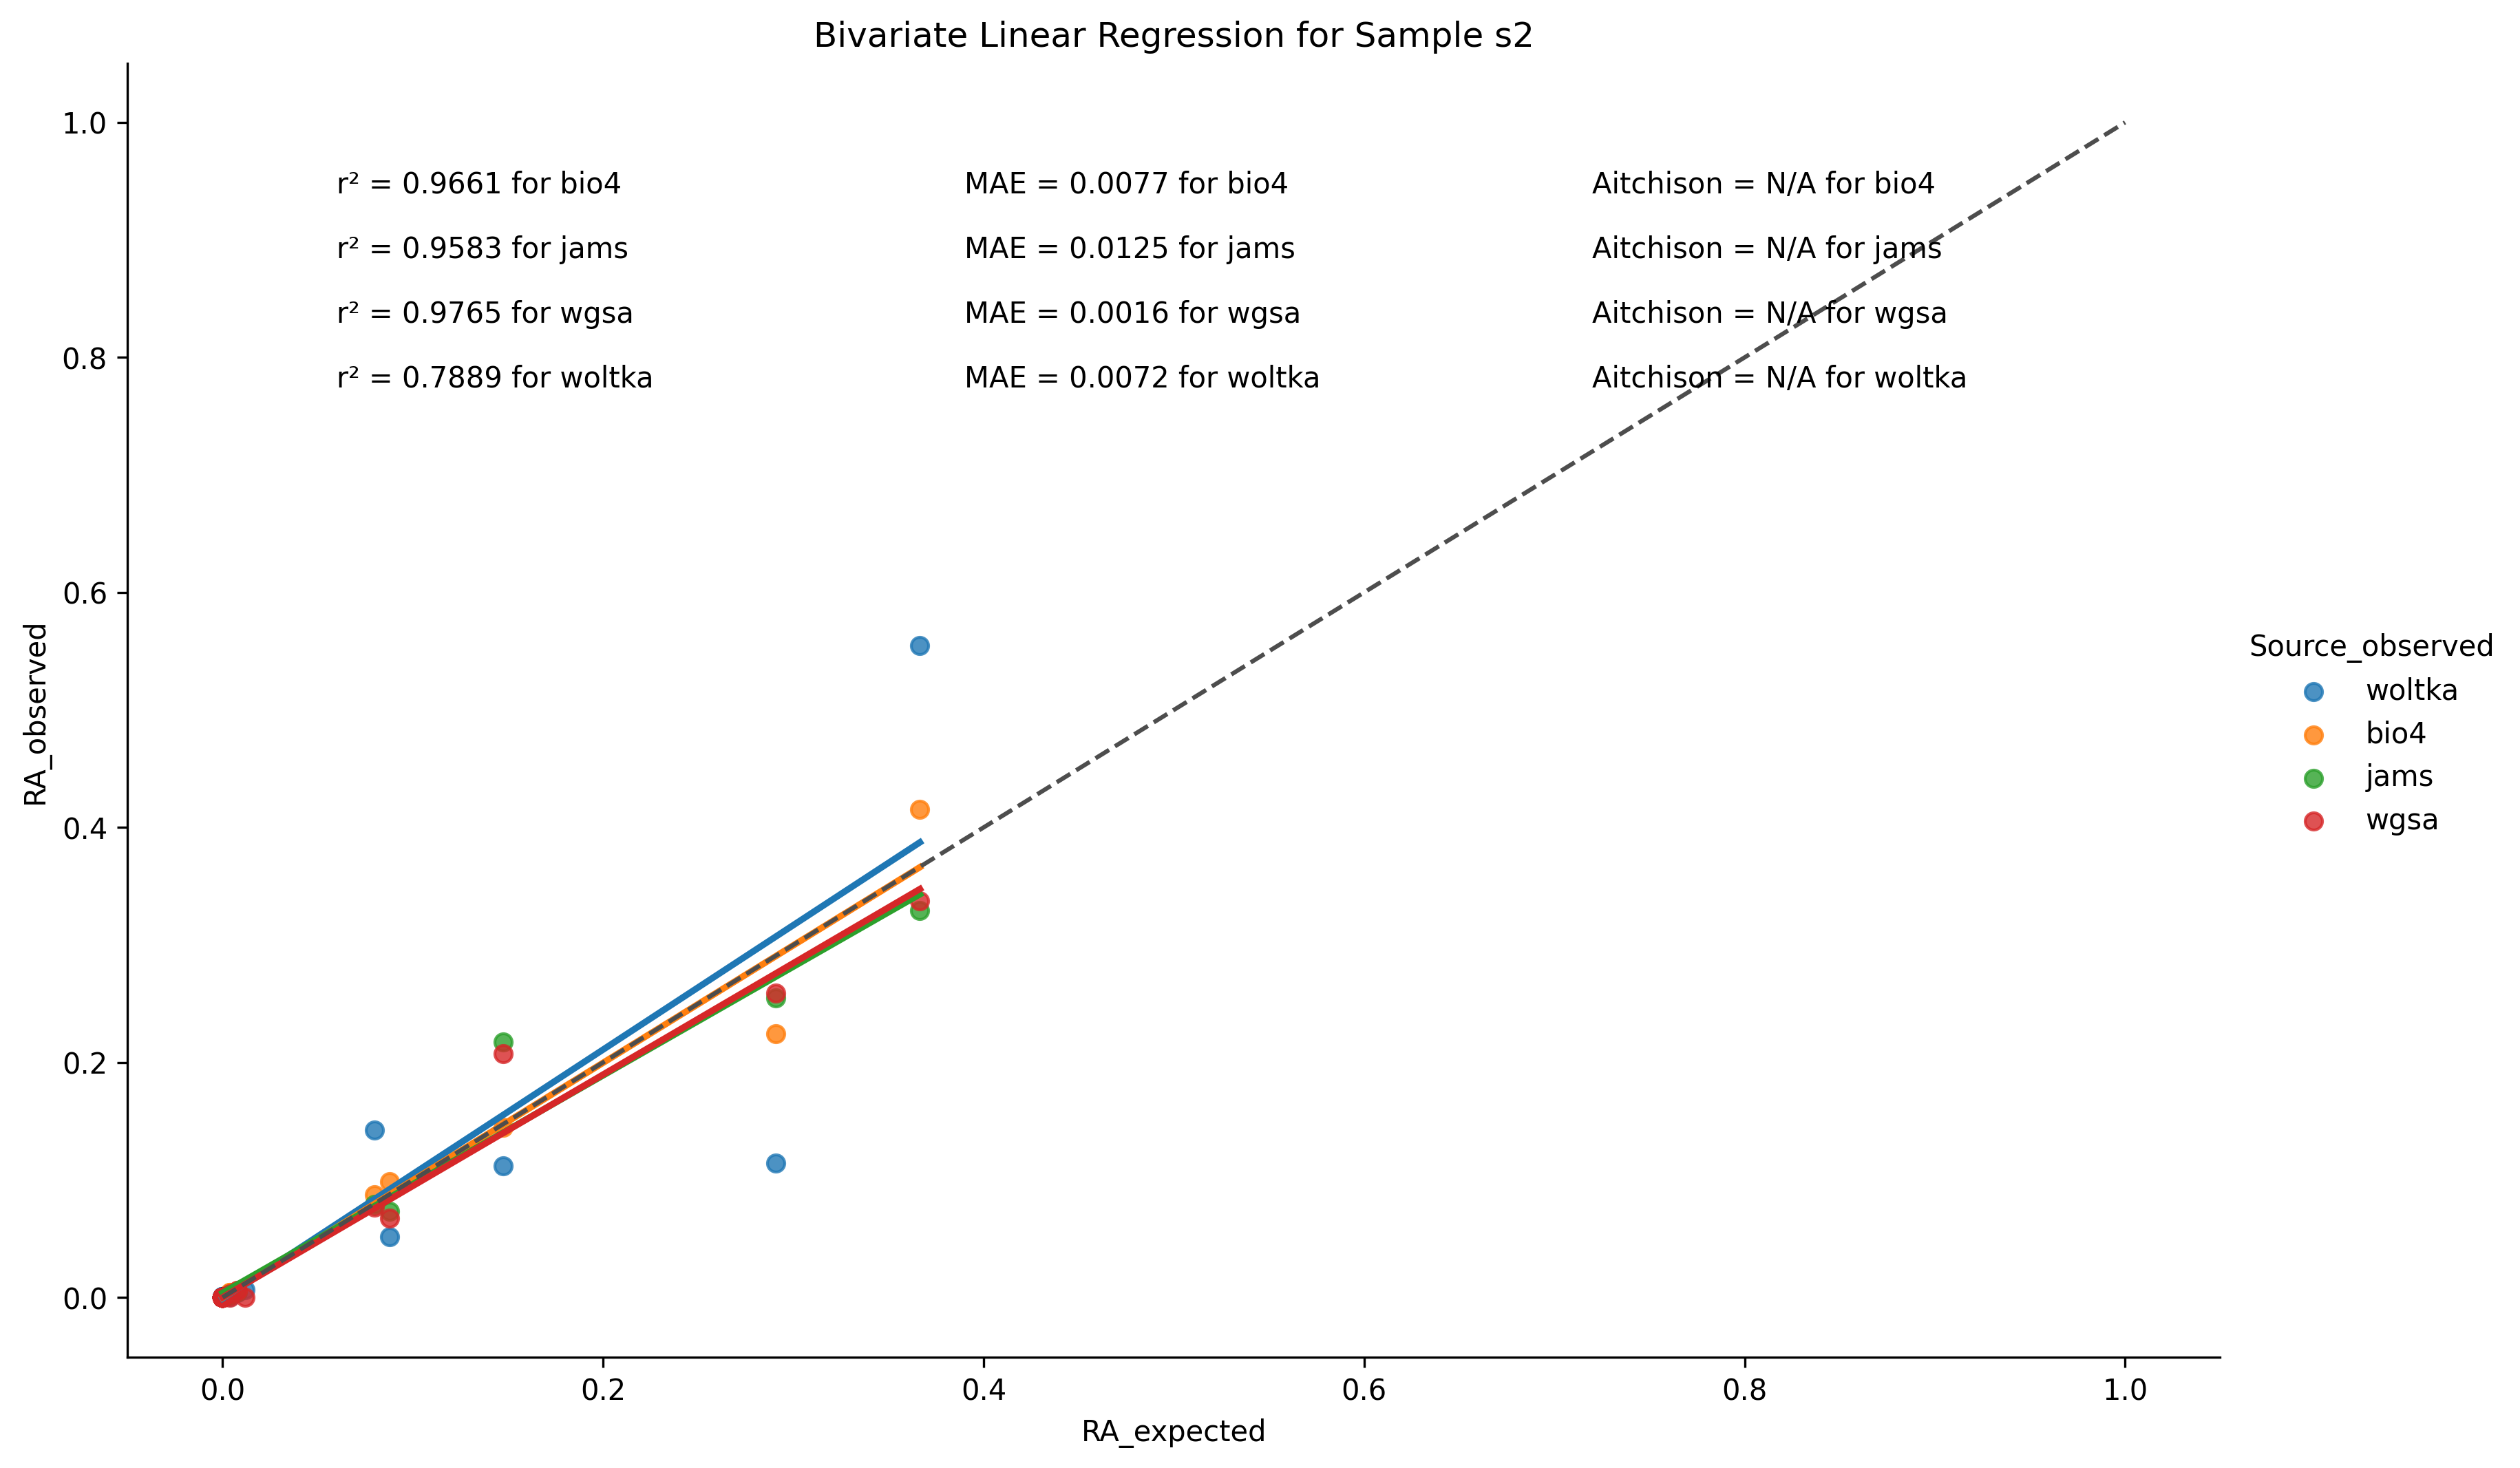 Bivariate Linear Regression for Sample s2
1.0
0.8
0.6
0.4
0.2
0.0
RA_observed
r² = 0.9661 for bio4
MAE = 0.0077 for bio4
Aitchison = N/A for bio4
r² = 0.9583 for jams
MAE = 0.0125 for jams
Aitchison = N/A for jams
r² = 0.9765 for wgsa
MAE = 0.0016 for wgsa
Aitchison = N/A for wgsa
r² = 0.7889 for woltka
MAE = 0.0072 for woltka
Aitchison = N/A for woltka
Source_observed
woltka
bio4
jams
wgsa
0.0
0.2
0.4
0.6
0.8
1.0
RA_expected